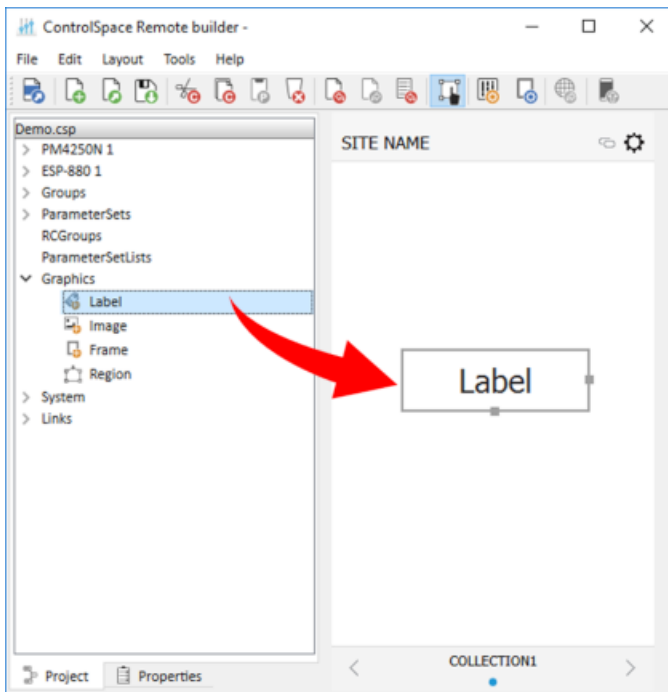 ControlSpace Remote builder -
File Edit Layout Tools Help
Demo.csp
PM4250N 1
ESP-880 1
Groups
ParameterSets
RCGroups
ParameterSetLists
Graphics
Label
Image
Frame
Region
System
Links
SITE NAME
Label
COLLECTION1
Project Properties